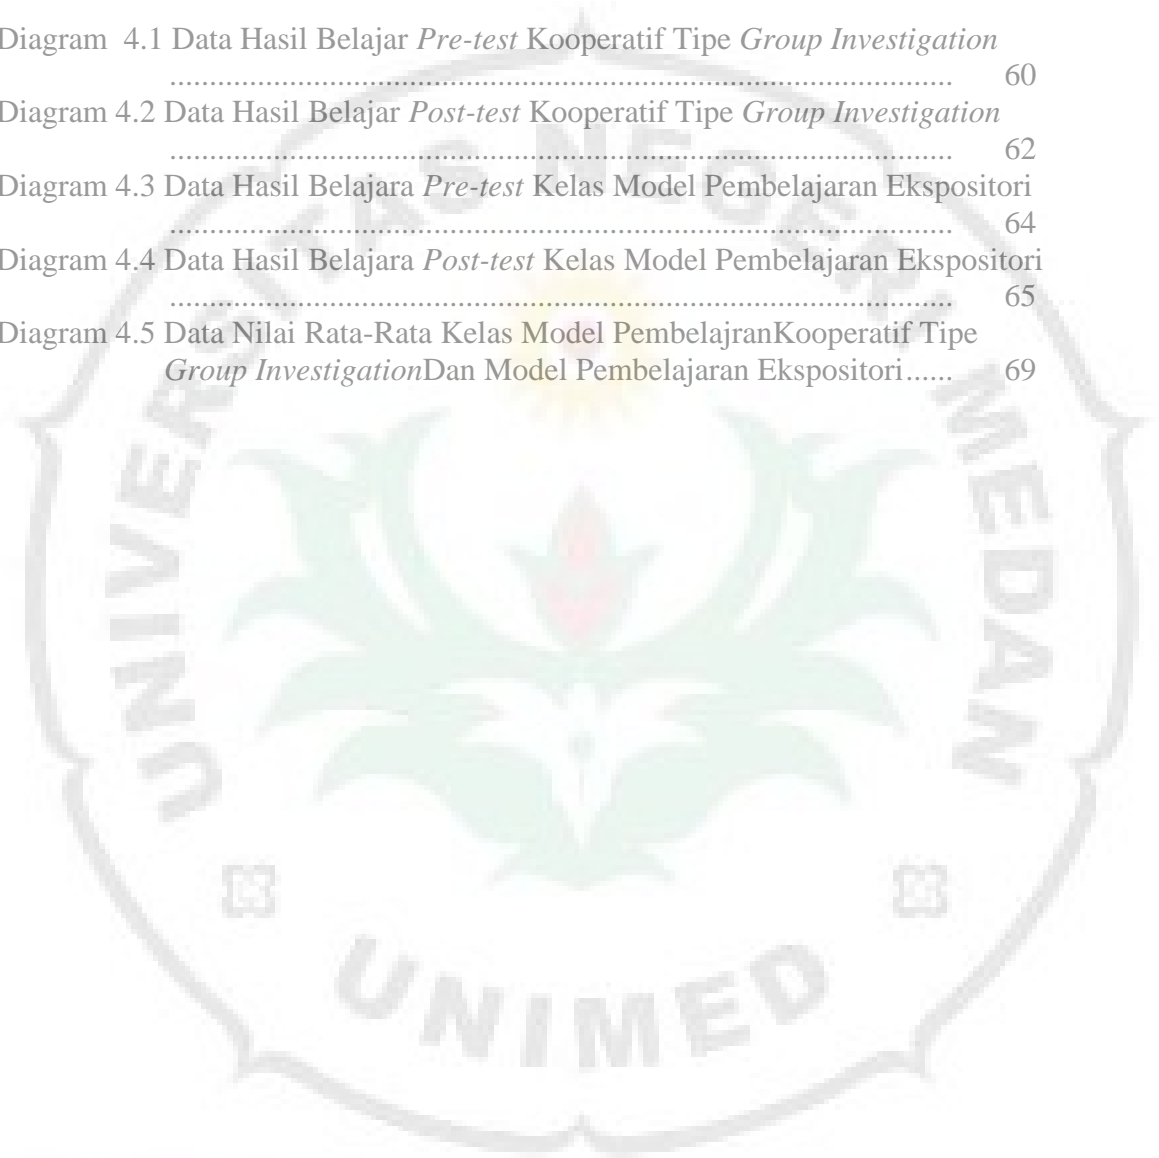 Diagram 4.1 Data Hasil Belajar Pre-test Kooperatif Tipe Group Investigation
................................................................................................. 60
Diagram 4.2 Data Hasil Belajar Post-test Kooperatif Tipe Group Investigation
................................................................................................. 62
Diagram 4.3 Data Hasil Belajara Pre-test Kelas Model Pembelajaran Ekspositori
................................................................................................. 64
Diagram 4.4 Data Hasil Belajara Post-test Kelas Model Pembelajaran Ekspositori
................................................................................................. 65
Diagram 4.5 Data Nilai Rata-Rata Kelas Model PembelajranKooperatif Tipe
Group InvestigationDan Model Pembelajaran Ekspositori...... 69
UNIVERSITAS NEGERI MEDAN
UNIMED